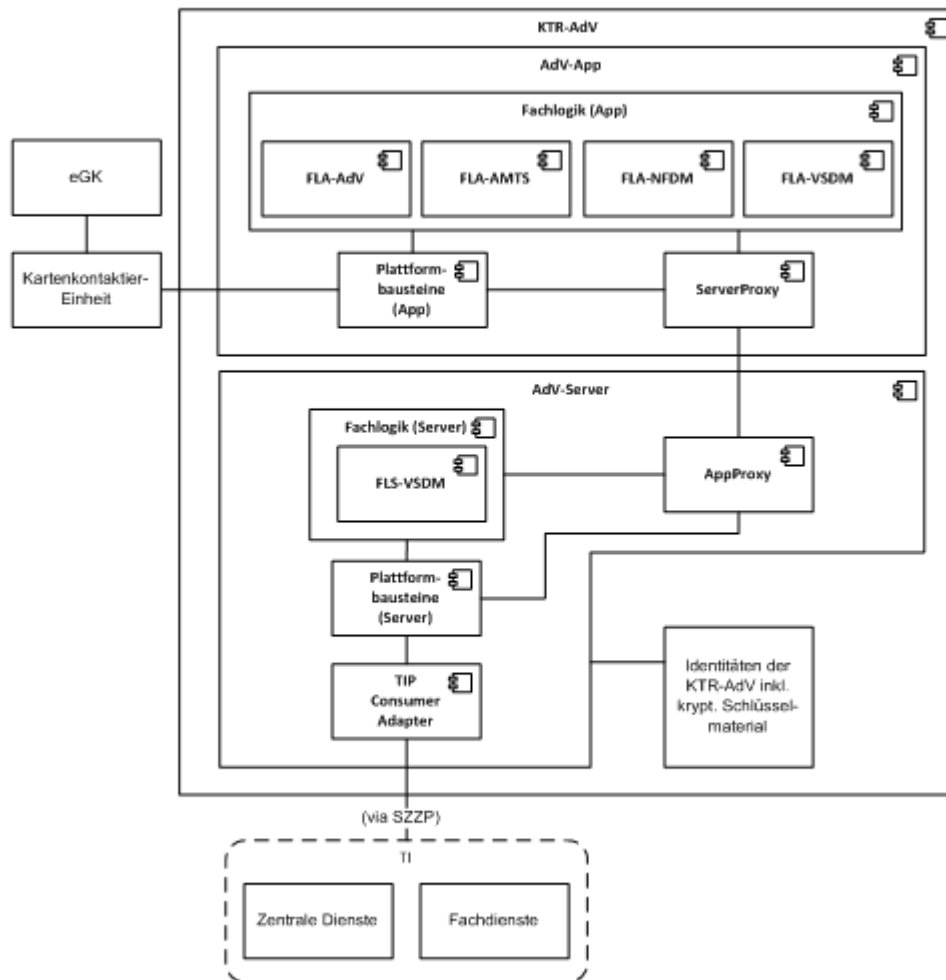 KTR-AdV
AdV-App
Fachlogik (App)
FLA-AdV
FLA-AMTS
FLA-NFDM
FLA-VSDM
eGK
Kartenkontaktier-
Einheit
Plattform-
bausteine
(App)
ServerProxy
AdV-Server
Fachlogik (Server)
FLS-VSDM
AppProxy
Plattform-
bausteine
(Server)
TIP
Consumer
Adapter
Identitäten der
KTR-AdV inkl.
krypt. Schlüssel-
material
(via SZZP)
TI
Zentrale Dienste
Fachdienste